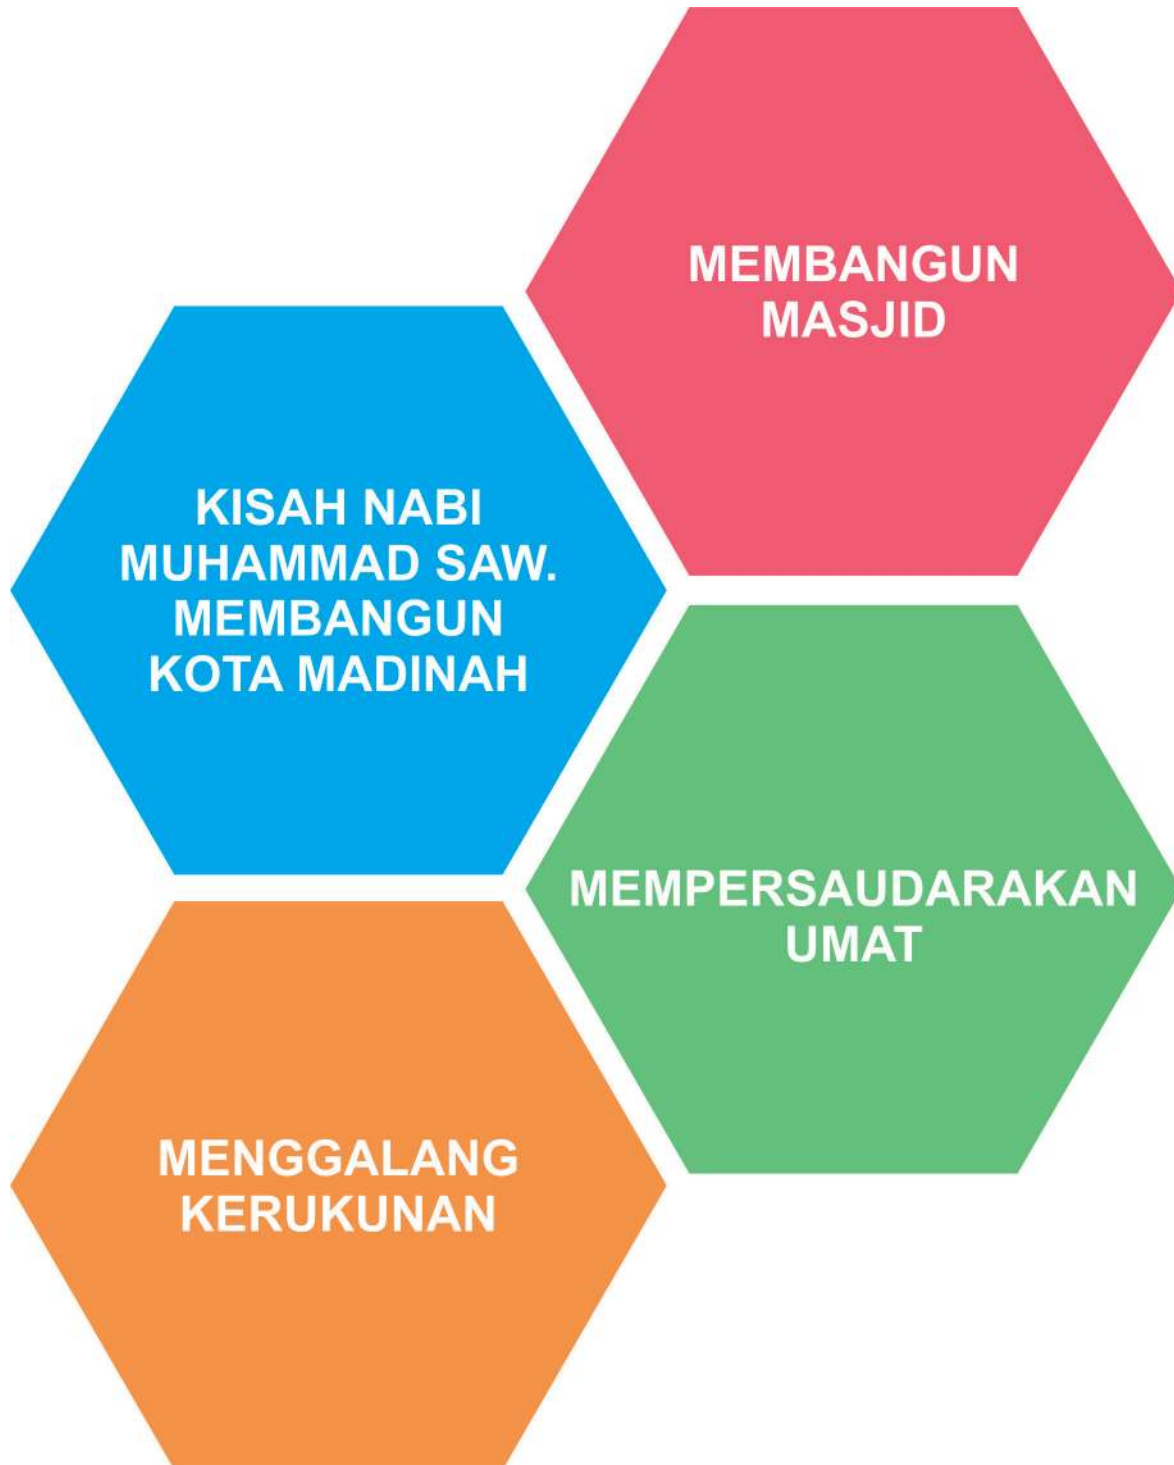 MEMBANGUN
MASJID
KISAH NABI
MUHAMMAD SAW.
MEMBANGUN
KOTA MADINAH
MEMPERSAUDARAKAN
UMAT
MENGGALANG
KERUKUNAN